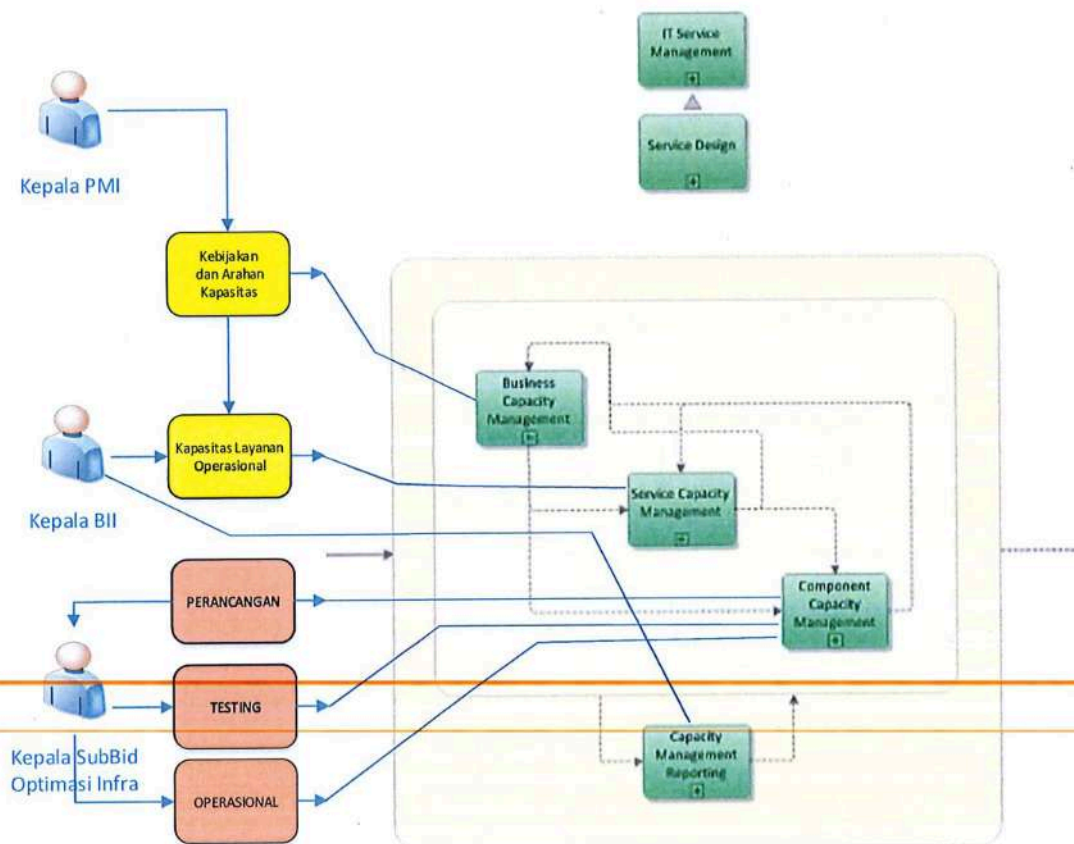 IT Service
Management
Service Design
Kepala PMI
Kebijakan
dan Arahan
Kapasitas
Business
Capacity
Management
Kapasitas Layanan
Operasional
Kepala BII
Service Capacity
Management
PERANCANGAN
Component
Capacity
Management
TESTING
Kepala SubBid
Optimasi Infra
Capacity
Management
Reporting
OPERASIONAL